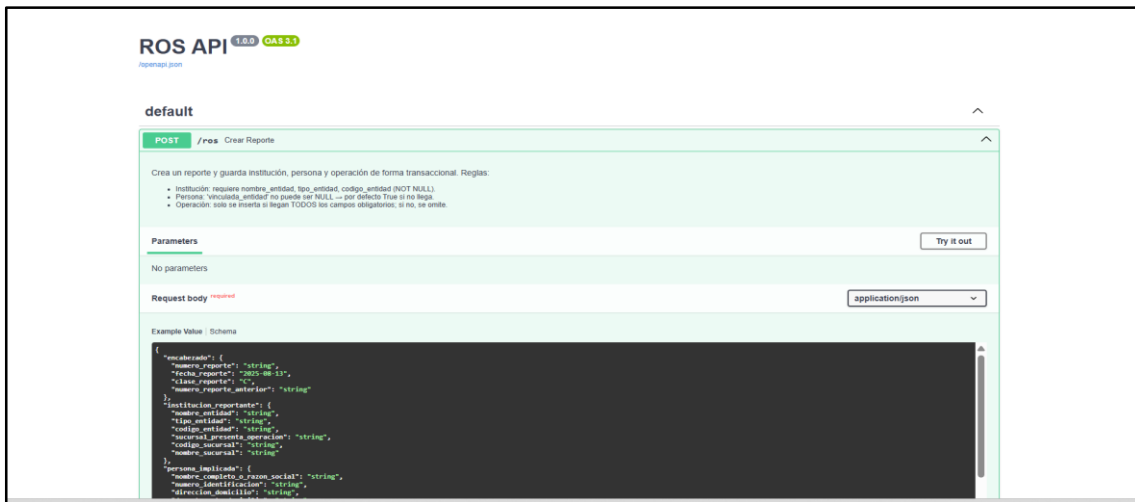 ROS API 1.0.0 OAS 3.1
/openapi.json
default
POST /ros Crear Reporte
Crea un reporte y guarda institución, persona y operación de forma transaccional. Reglas:
• Institución: requiere nombre_entidad, tipo_entidad, codigo_entidad (NOT NULL).
• Persona: 'vinculada_entidad' no puede ser NULL → por defecto True si no llega.
• Operación: solo se inserta si llegan TODOS los campos obligatorios; si no, se omite.
Parameters
Try it out
No parameters
Request body required
application/json
Example Value | Schema
{
"encabezado": {
"numero_reporte": "string",
"fecha_reporte": "2025-08-13",
"clase_reporte": "C",
"numero_reporte_anterior": "string"
},
"institucion_reportante": {
"nombre_entidad": "string",
"tipo_entidad": "string",
"codigo_entidad": "string",
"sucursal_presenta_operacion": "string",
"codigo_sucursal": "string",
"nombre_sucursal": "string"
},
"persona_implicada": {
"nombre_completo_o_razon_social": "string",
"numero_identificacion": "string",
"direccion_domicilio": "string",